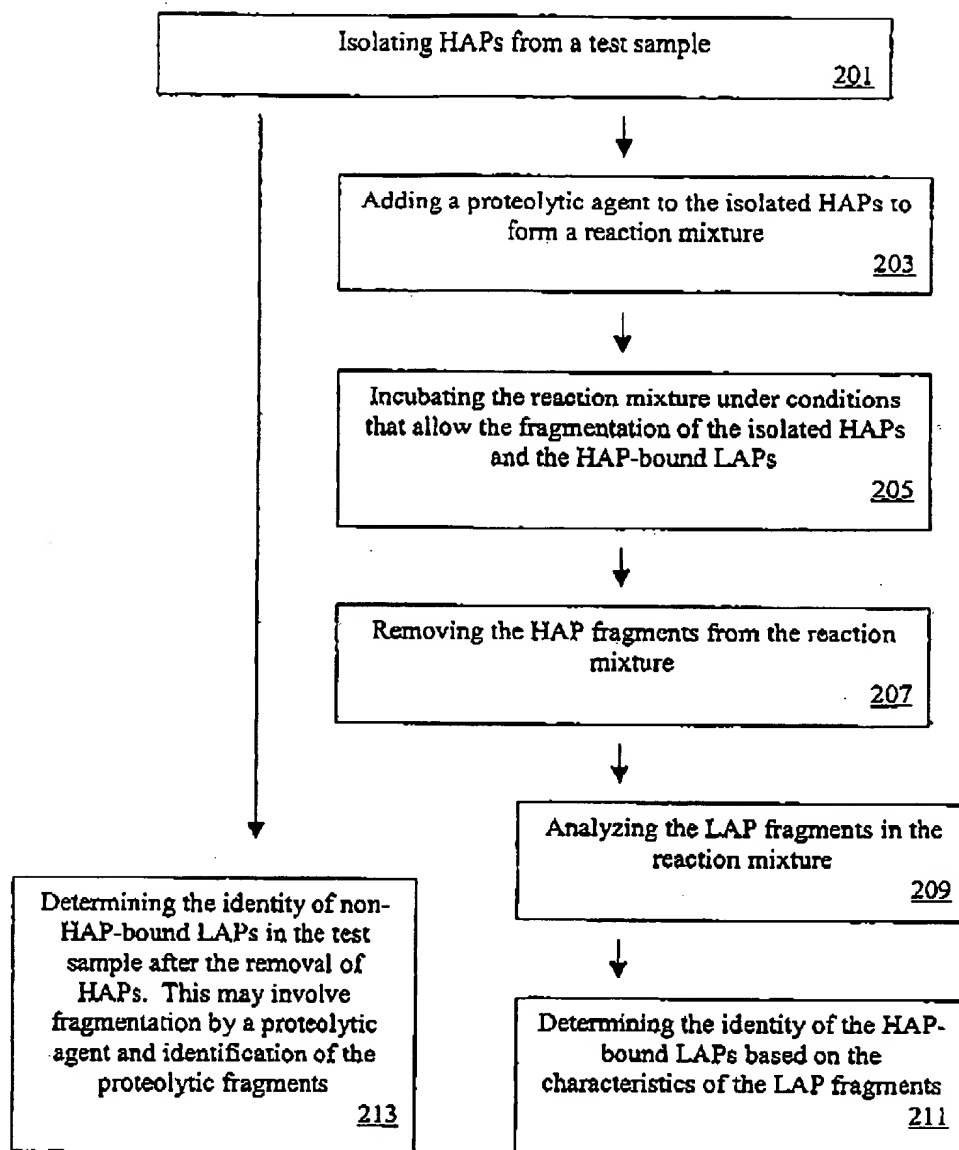 Isolating HAPs from a test sample
201
Adding a proteolytic agent to the isolated HAPs to
form a reaction mixture
203
Incubating the reaction mixture under conditions
that allow the fragmentation of the isolated HAPs
and the HAP-bound LAPs
205
Removing the HAP fragments from the reaction
mixture
207
Analyzing the LAP fragments in the
reaction mixture
209
Determining the identity of the HAP-
bound LAPs based on the
characteristics of the LAP fragments
211
Determining the identity of non-
HAP-bound LAPs in the test
sample after the removal of
HAPs. This may involve
fragmentation by a proteolytic
agent and identification of the
proteolytic fragments
213